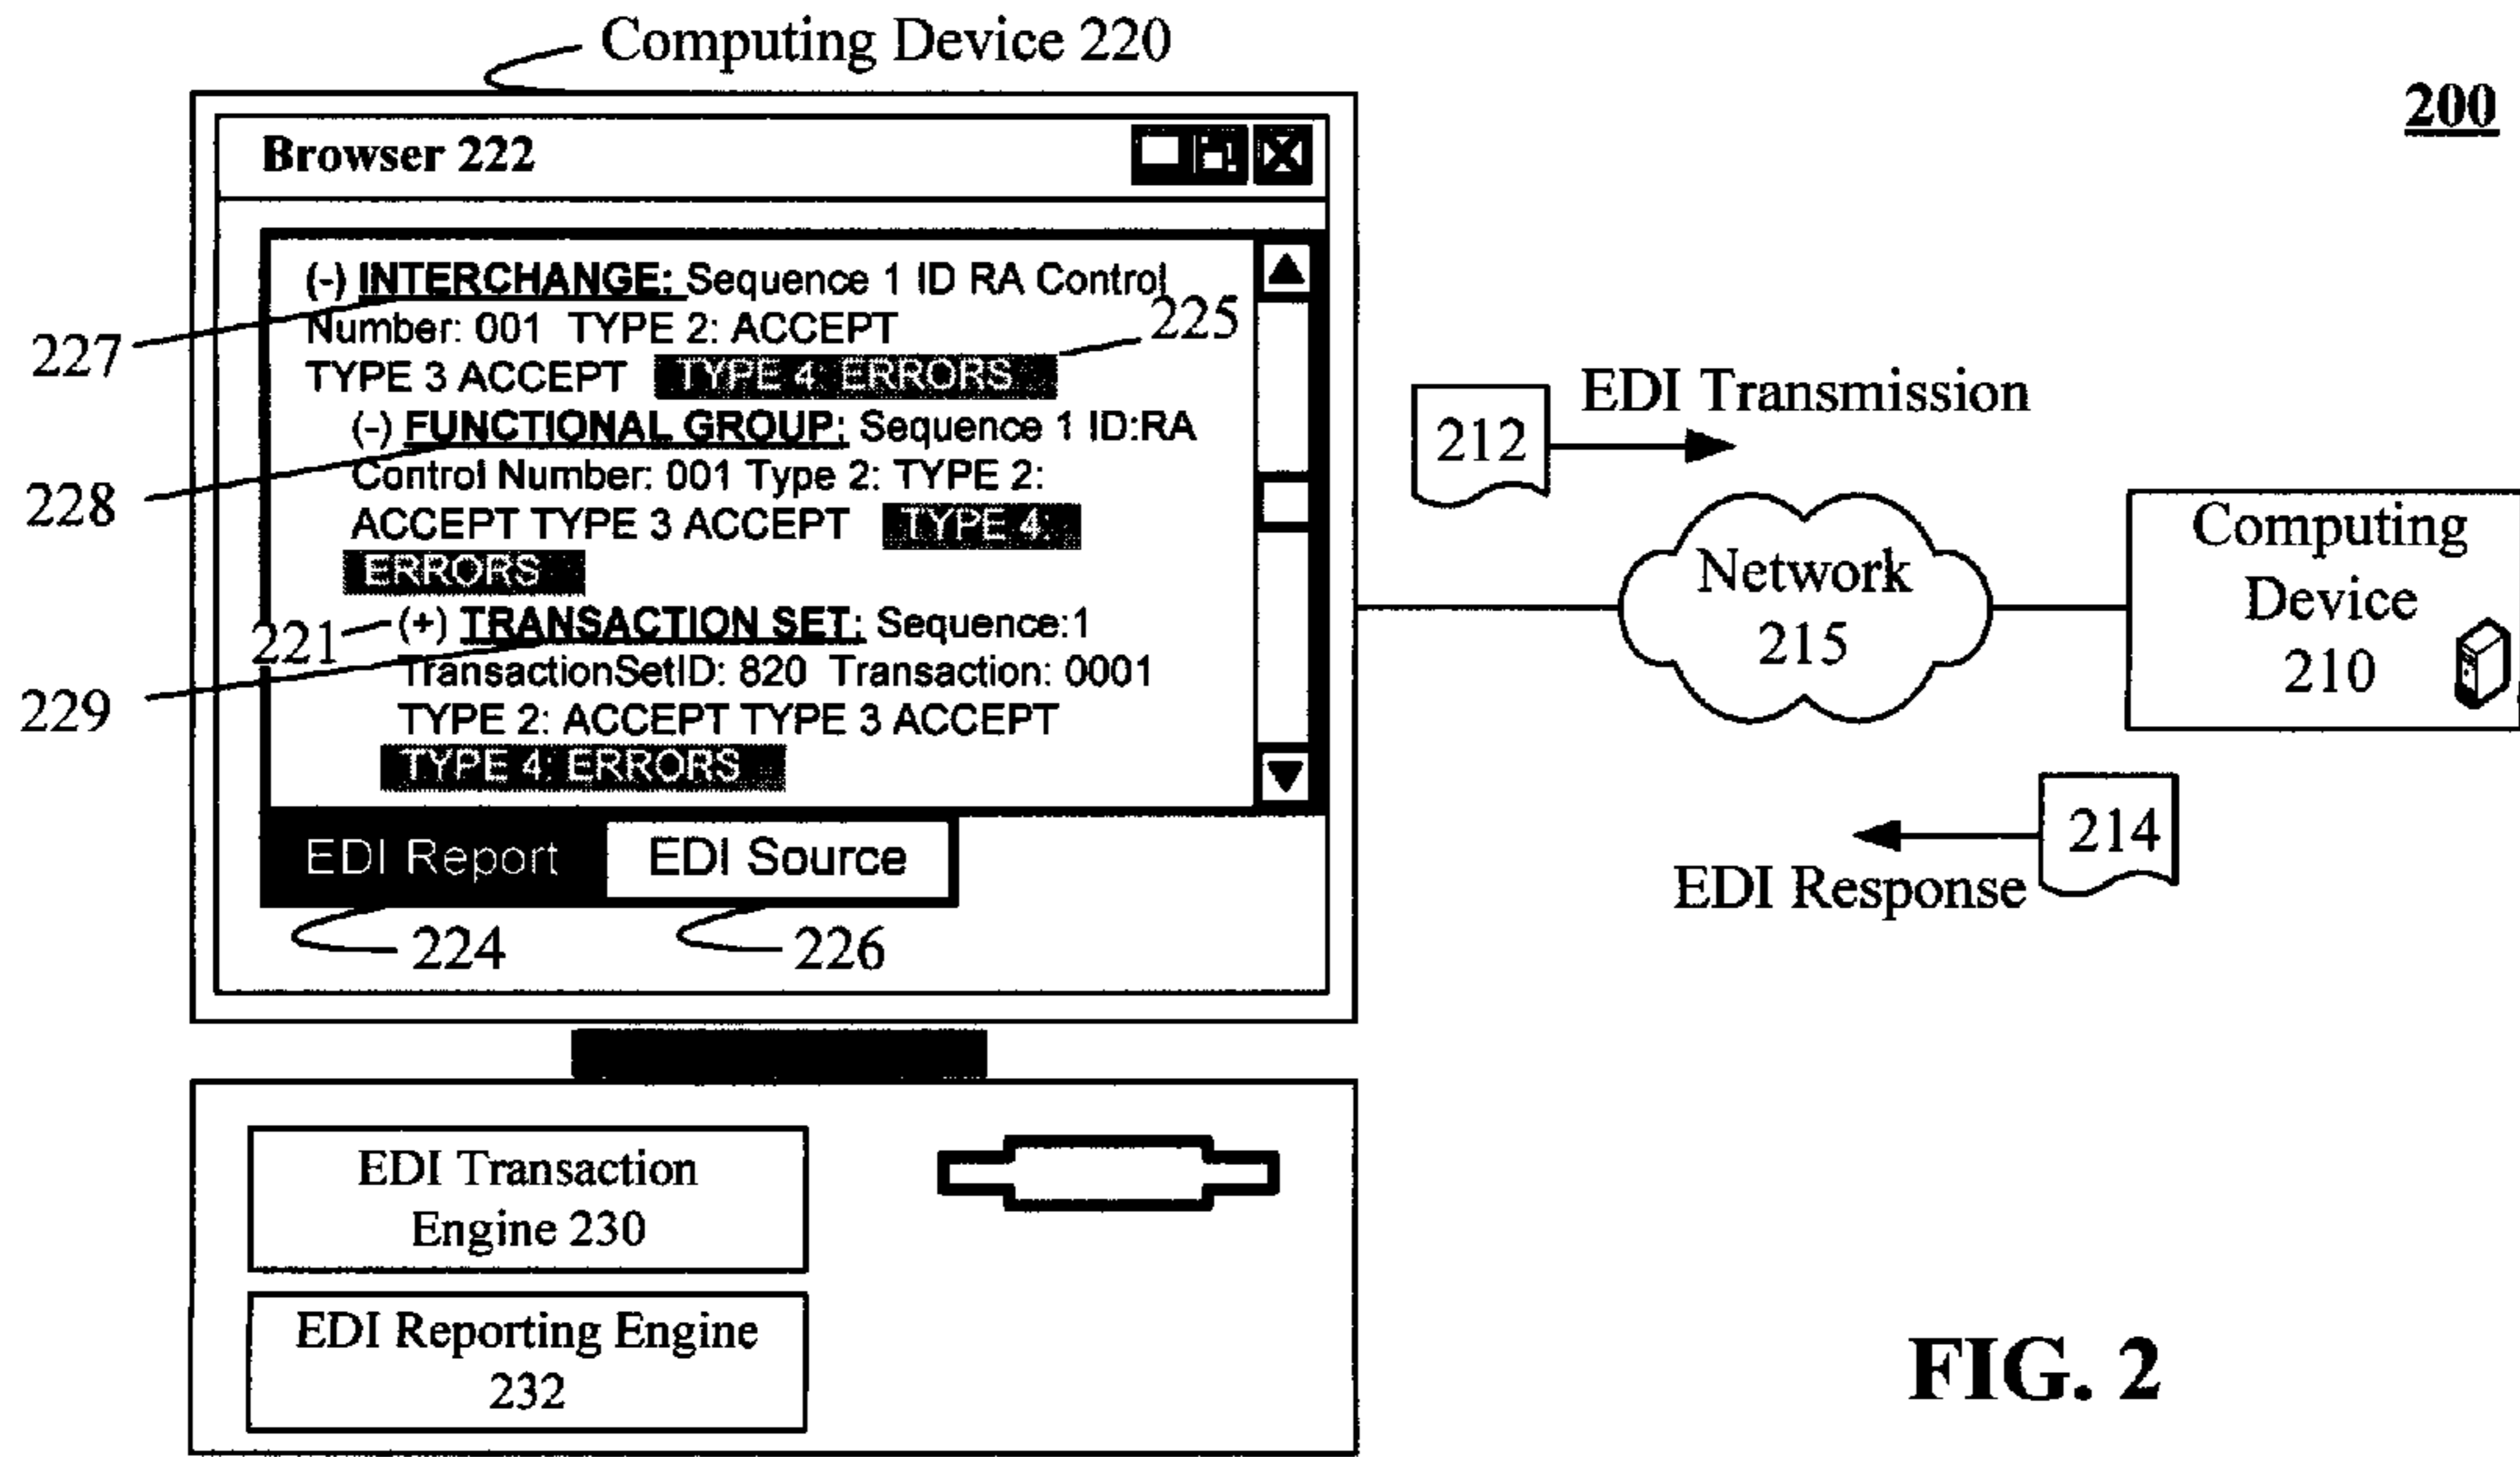 Computing Device 220
200
Browser 222
(-) INTERCHANGE: Sequence 1 ID RA Control
Number: 001 TYPE 2: ACCEPT
225
TYPE 3 ACCEPT TYPE 4: ERRORS
227
(-) FUNCTIONAL GROUP: Sequence 1 ID:RA
Control Number: 001 Type 2: TYPE 2:
228
ACCEPT TYPE 3 ACCEPT TYPE 4:
ERRORS
221
(+) TRANSACTION SET: Sequence:1
TransactionSetID: 820 Transaction: 0001
229
TYPE 2: ACCEPT TYPE 3 ACCEPT
TYPE 4: ERRORS
EDI Report
EDI Source
224
226
212
EDI Transmission
Network
215
Computing
Device
210
214
EDI Response
EDI Transaction
Engine 230
EDI Reporting Engine
232
FIG. 2